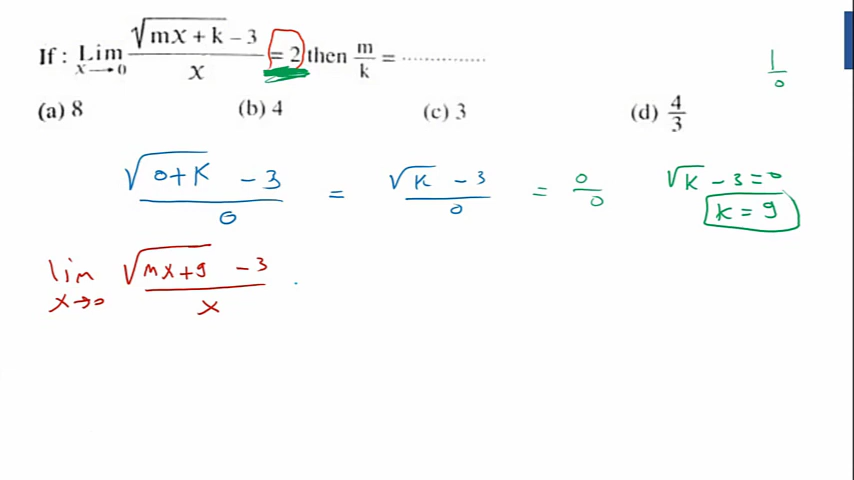 If : Lim x→0 (√(mx + k) – 3) / x = 2 then m/k = ...............
(a) 8 (b) 4 (c) 3 (d) 4/3
1/0
(√(0+K) - 3) / 0 = (√K - 3) / 0 = 0/0
√K - 3 = 0
K = 9
lim x→0 (√(mx+9) - 3) / x